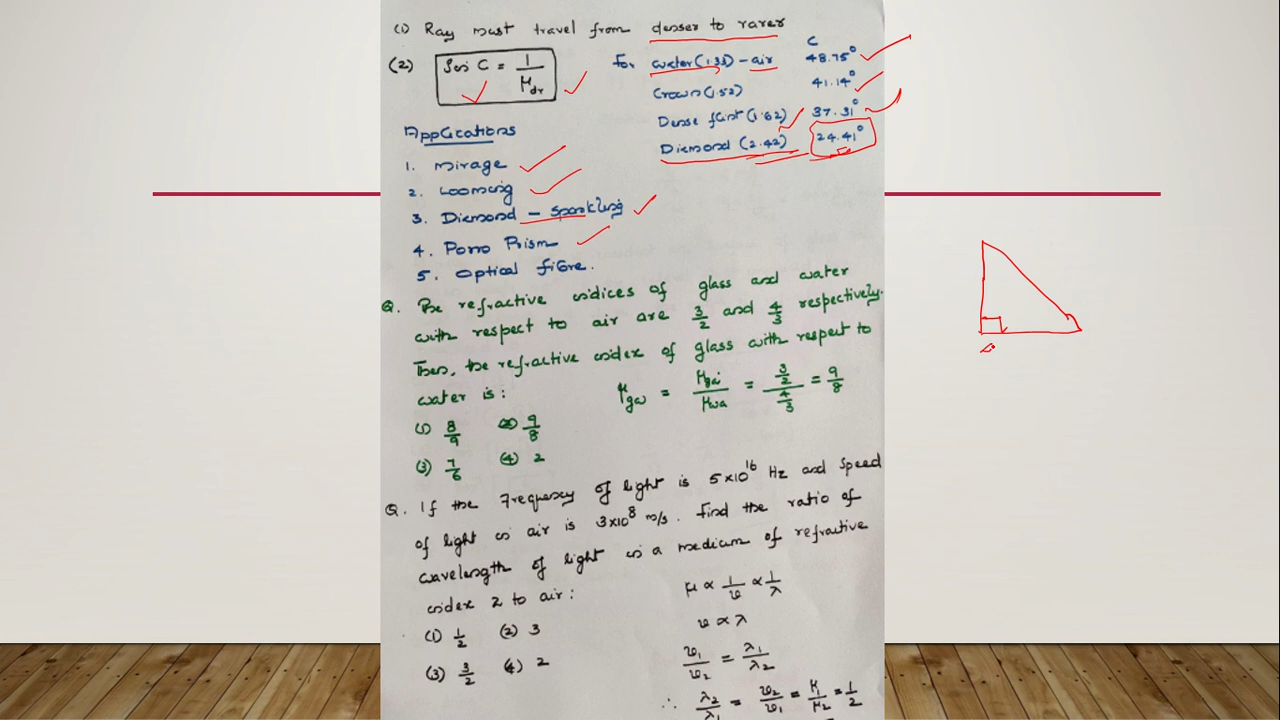 (1) Ray must travel from denser to rarer
(2) Sin C = 1/μdr
C
For water(1.33) - air 48.75°
Crown(1.52) 41.14°
Dense flint(1.62) 37.31°
Diamond (2.42) 24.41°
Applications
1. Mirage
2. Looming
3. Diamond - sparkling
4. Porro Prism
5. Optical fibre.
Q. The refractive indices of glass and water
with respect to air are 3/2 and 4/3 respectively.
Then, the refractive index of glass with respect to
water is:
μgw = μga/μwa = (3/2)/(4/3) = 9/8
(1) 8/9 (2) 9/8
(3) 7/6 (4) 2
Q. If the frequency of light is 5×10^16 Hz and speed
of light in air is 3×10^8 m/s. Find the ratio of
wavelength of light in a medium of refractive
index 2 to air:
μ ∝ 1/v ∝ 1/λ
(1) 1/2 (2) 3
v ∝ λ
(3) 3/2 (4) 2
v1/v2 = λ1/λ2
∴ λ2/λ1 = v2/v1 = μ1/μ2 = 1/2